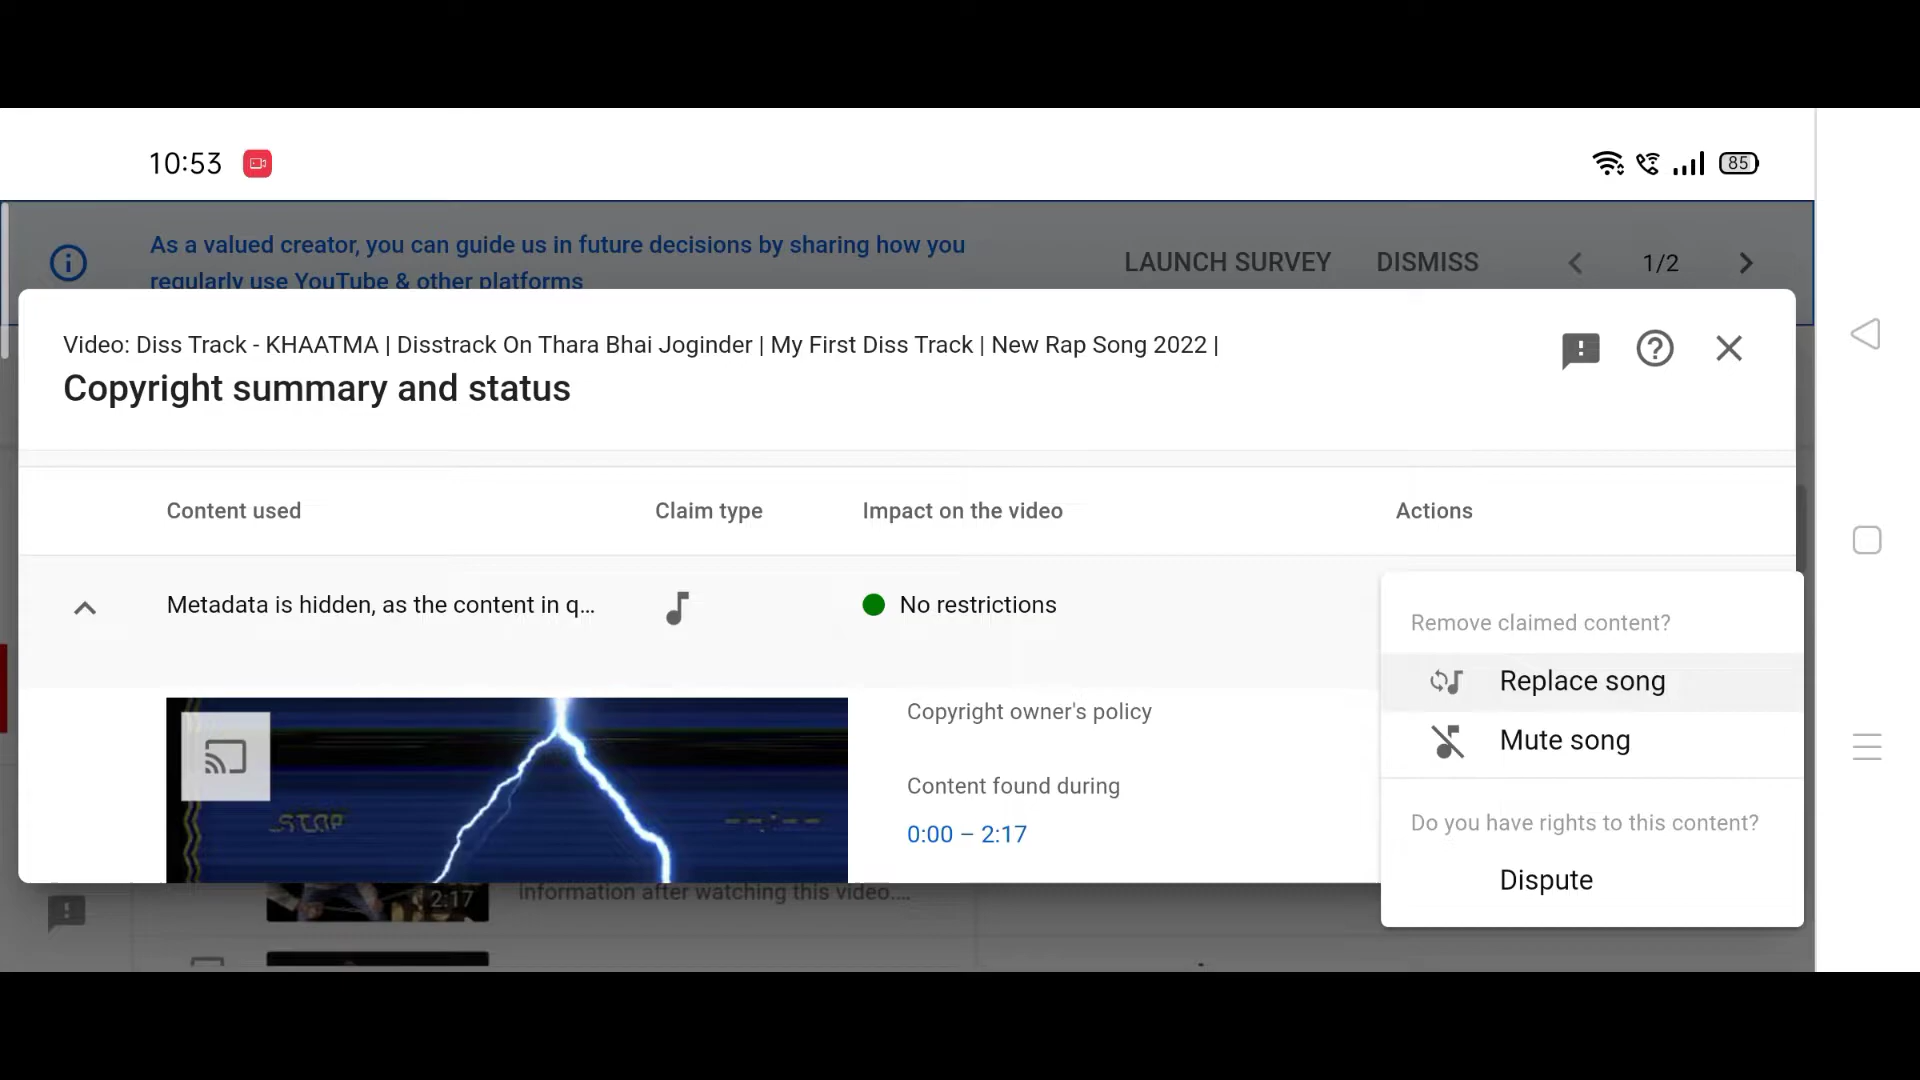 10:53
85
As a valued creator, you can guide us in future decisions by sharing how you
regularly use YouTube & other platforms
LAUNCH SURVEY
DISMISS
1/2
Video: Diss Track - KHAATMA | Disstrack On Thara Bhai Joginder | My First Diss Track | New Rap Song 2022 |
Copyright summary and status
Content used
Claim type
Impact on the video
Actions
Metadata is hidden, as the content in q...
No restrictions
Remove claimed content?
Replace song
Mute song
Do you have rights to this content?
Dispute
Copyright owner's policy
Content found during
0:00 – 2:17
stop
2:17
information after watching this video....